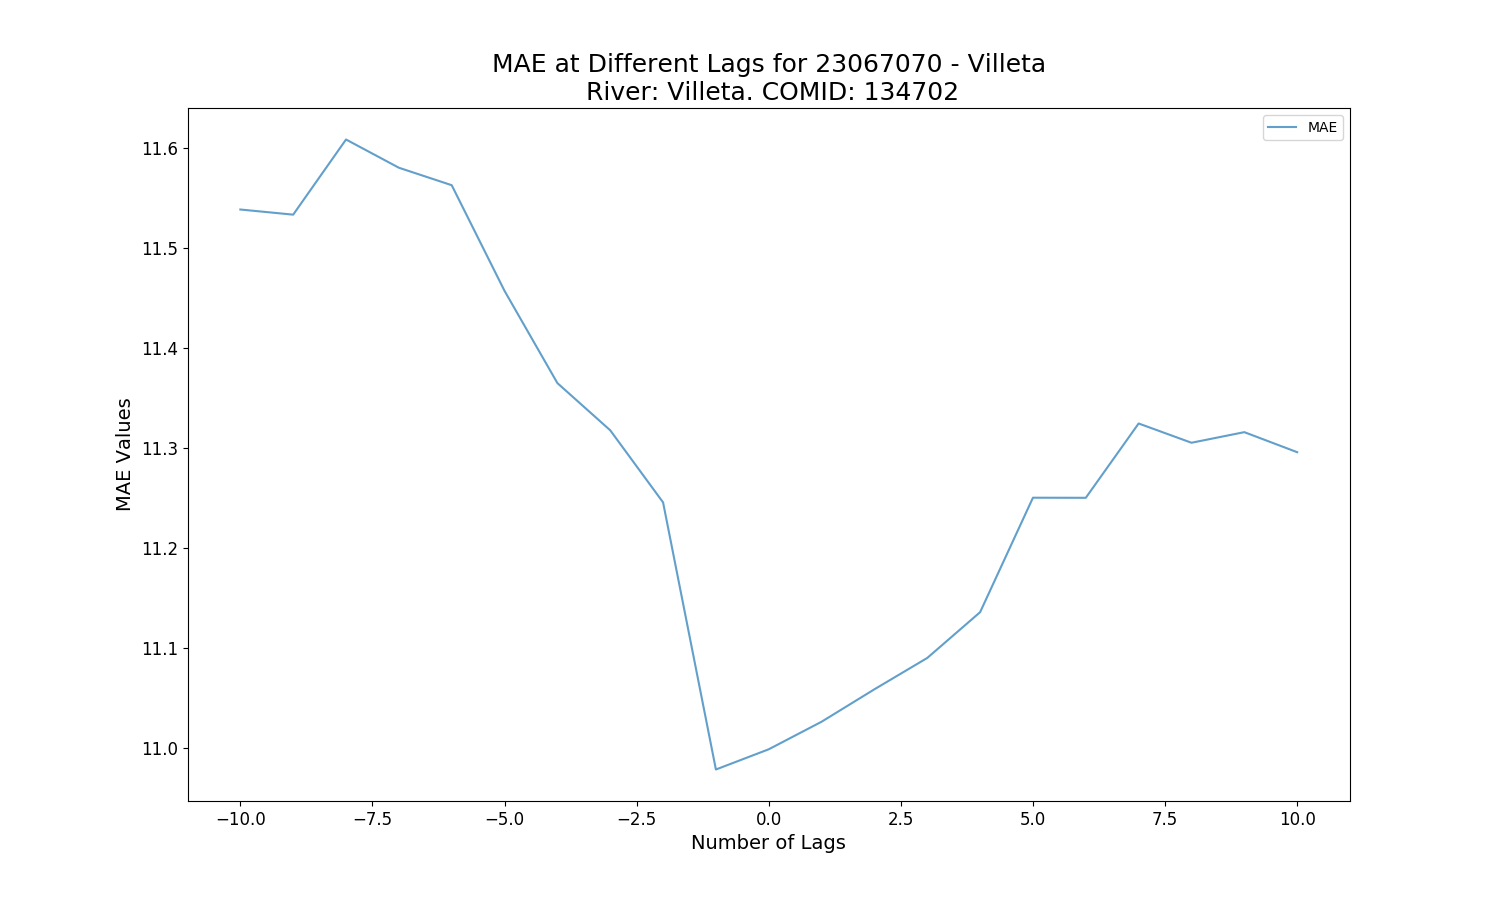 MAE at Different Lags for 23067070 - Villeta
River: Villeta. COMID: 134702
MAE
11.6
11.5
11.4
11.3
11.2
11.1
11.0
MAE Values
−10.0 −7.5 −5.0 −2.5 0.0 2.5 5.0 7.5 10.0
Number of Lags